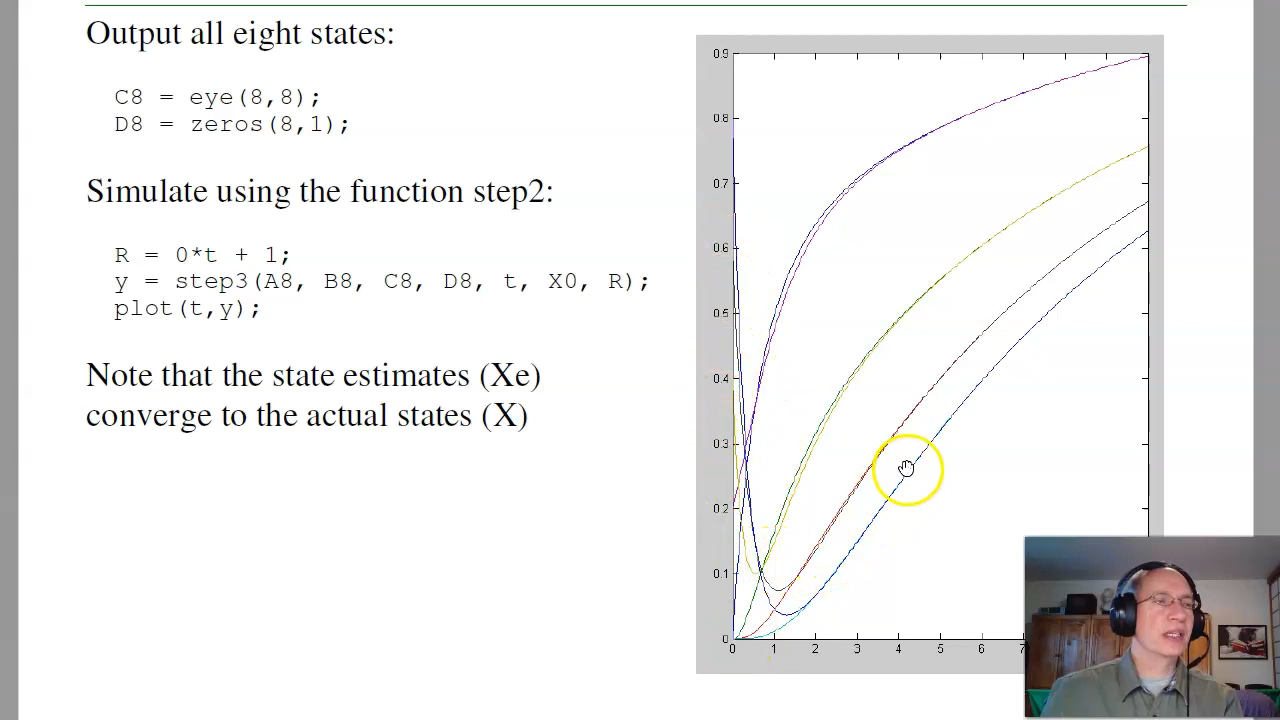 Output all eight states:
C8 = eye(8,8);
D8 = zeros(8,1);
Simulate using the function step2:
R = 0*t + 1;
y = step3(A8, B8, C8, D8, t, X0, R);
plot(t,y);
Note that the state estimates (Xe)
converge to the actual states (X)
0.9
0.8
0.7
0.6
0.5
0.4
0.3
0.2
0.1
0
0 1 2 3 4 5 6 7